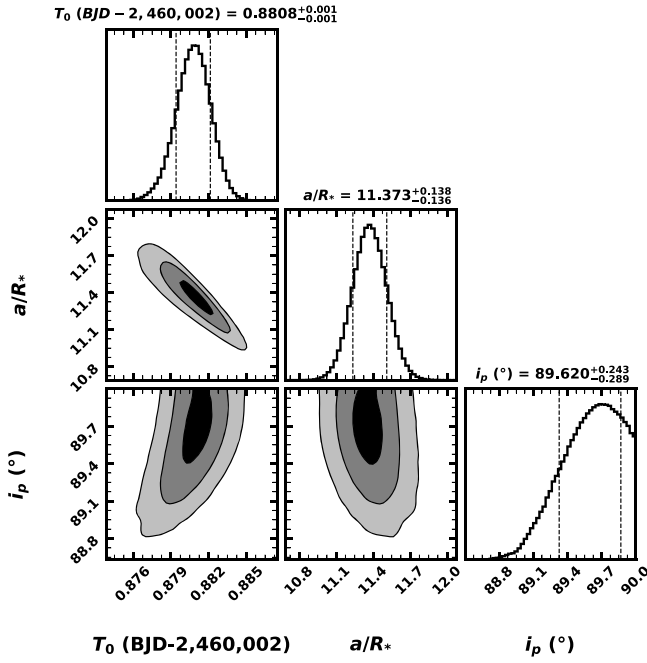 T₀ (BJD − 2,460,002) = 0.8808⁺⁰·⁰⁰¹₋₀.₀₀₁
a/R* = 11.373⁺⁰·¹³⁸₋₀.₁₃₆
12.0
11.7
11.4
11.1
10.8
a/R*
i_p (°) = 89.620⁺⁰·²⁴³₋₀.₂₈₉
89.7
89.4
89.1
88.8
i_p (°)
0.876 0.879 0.882 0.885 10.8 11.1 11.4 11.7 12.0 88.8 89.1 89.4 89.7 90.0
T₀ (BJD-2,460,002) a/R* i_p (°)